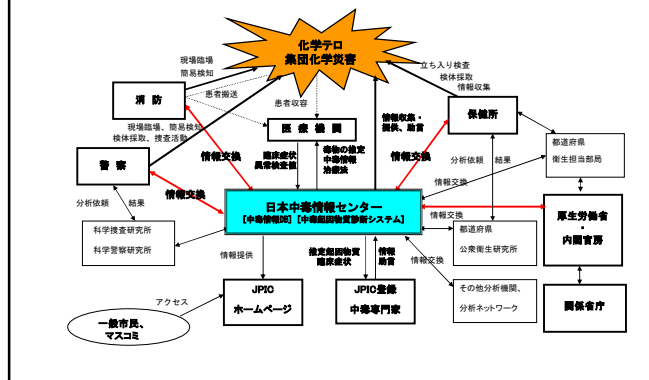 化学テロ
集団化学災害
現場臨場
簡易検知
立ち入り検査
検体採取
情報収集
消 防
患者搬送
患者収容
現場臨場、簡易検知
検体採取、捜査活動
医 療 機 関
情報収集・
提供、助言
保健所
都道府県
衛生担当部局
警 察
情報交換
臨床症状
異常検査値
毒物の推定
中毒情報
治療法
情報交換
分析依頼
結果
情報交換
分析依頼
結果
情報交換
日本中毒情報センター
[中毒情報DB] [中毒起因物質診断システム]
情報交換
厚生労働省
・
内閣官房
科学捜査研究所
科学警察研究所
都道府県
公衆衛生研究所
情報提供
推定起因物質
臨床症状
情報
助言
情報交換
JPIC
ホームページ
JPIC登録
中毒専門家
その他分析機関、
分析ネットワーク
関係省庁
アクセス
一般市民、
マスコミ